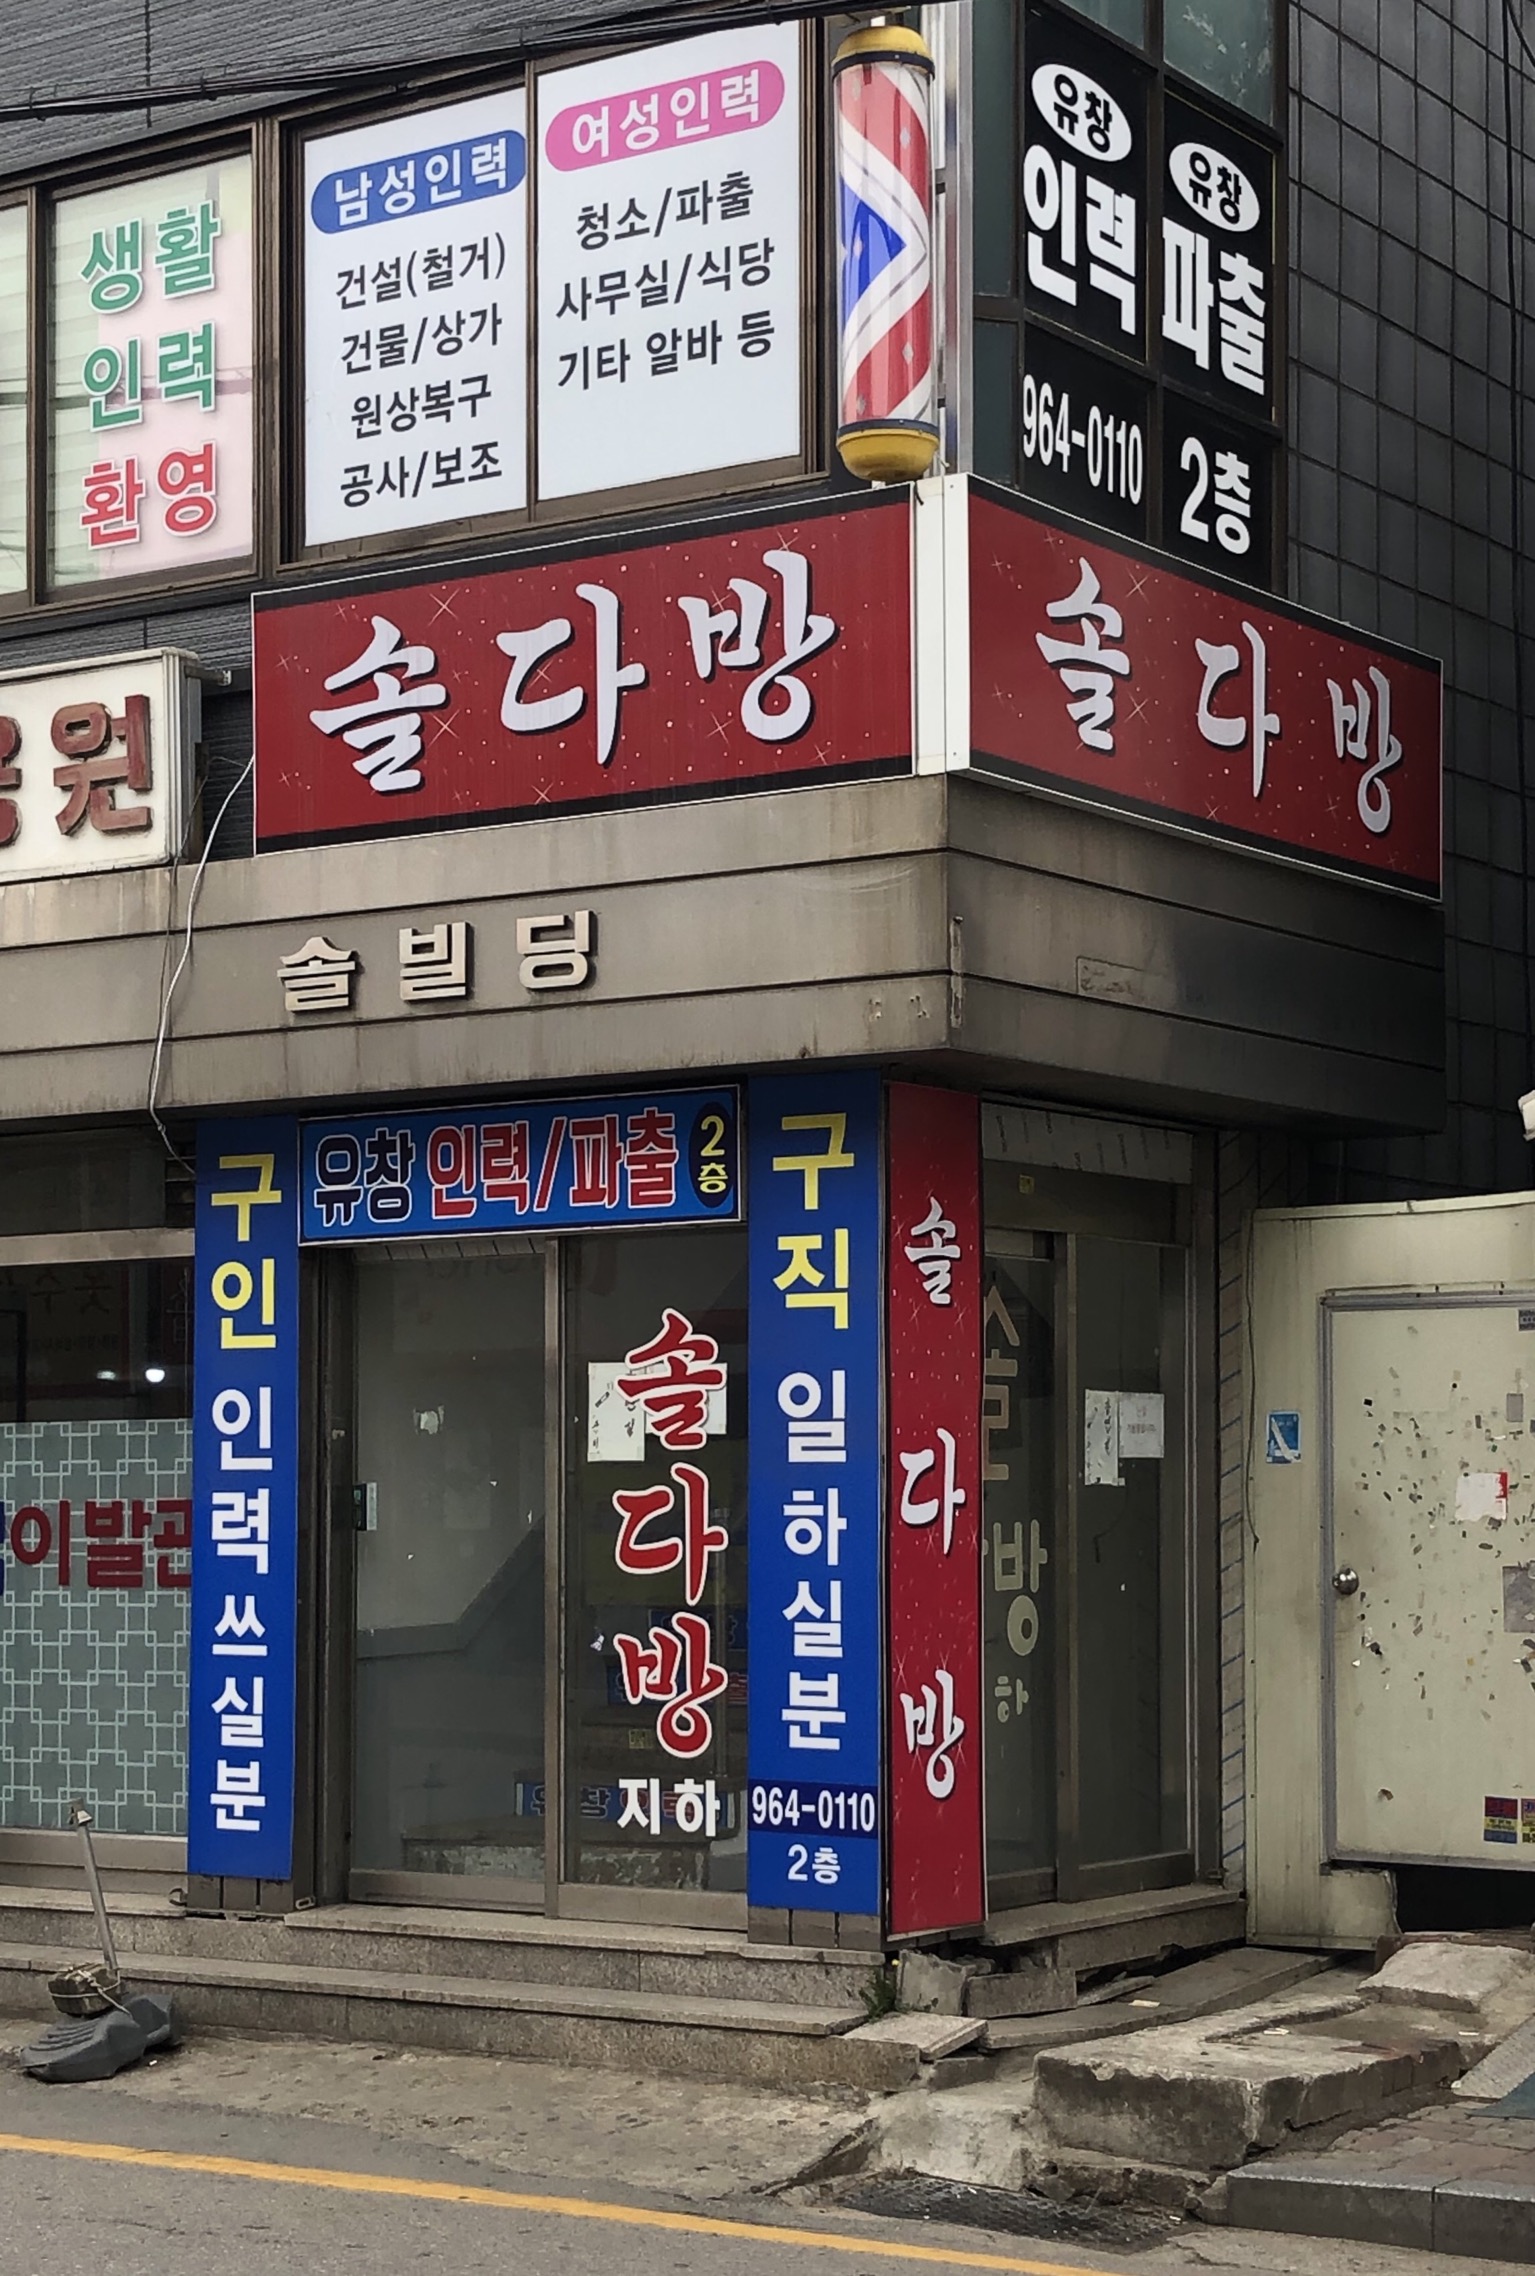 생활
인력
환영
남성인력
건설(철거)
건물/상가
원상복구
공사/보조
여성인력
청소/파출
사무실/식당
기타 알바 등
유창
인력
964-0110
유창
파출
2층
원
솔다방
솔다방
솔빌딩
유창 인력/파출 2층
구인 인력쓰실분
구직 일하실분
964-0110
2층
솔다방
솔다방
지하
이발관